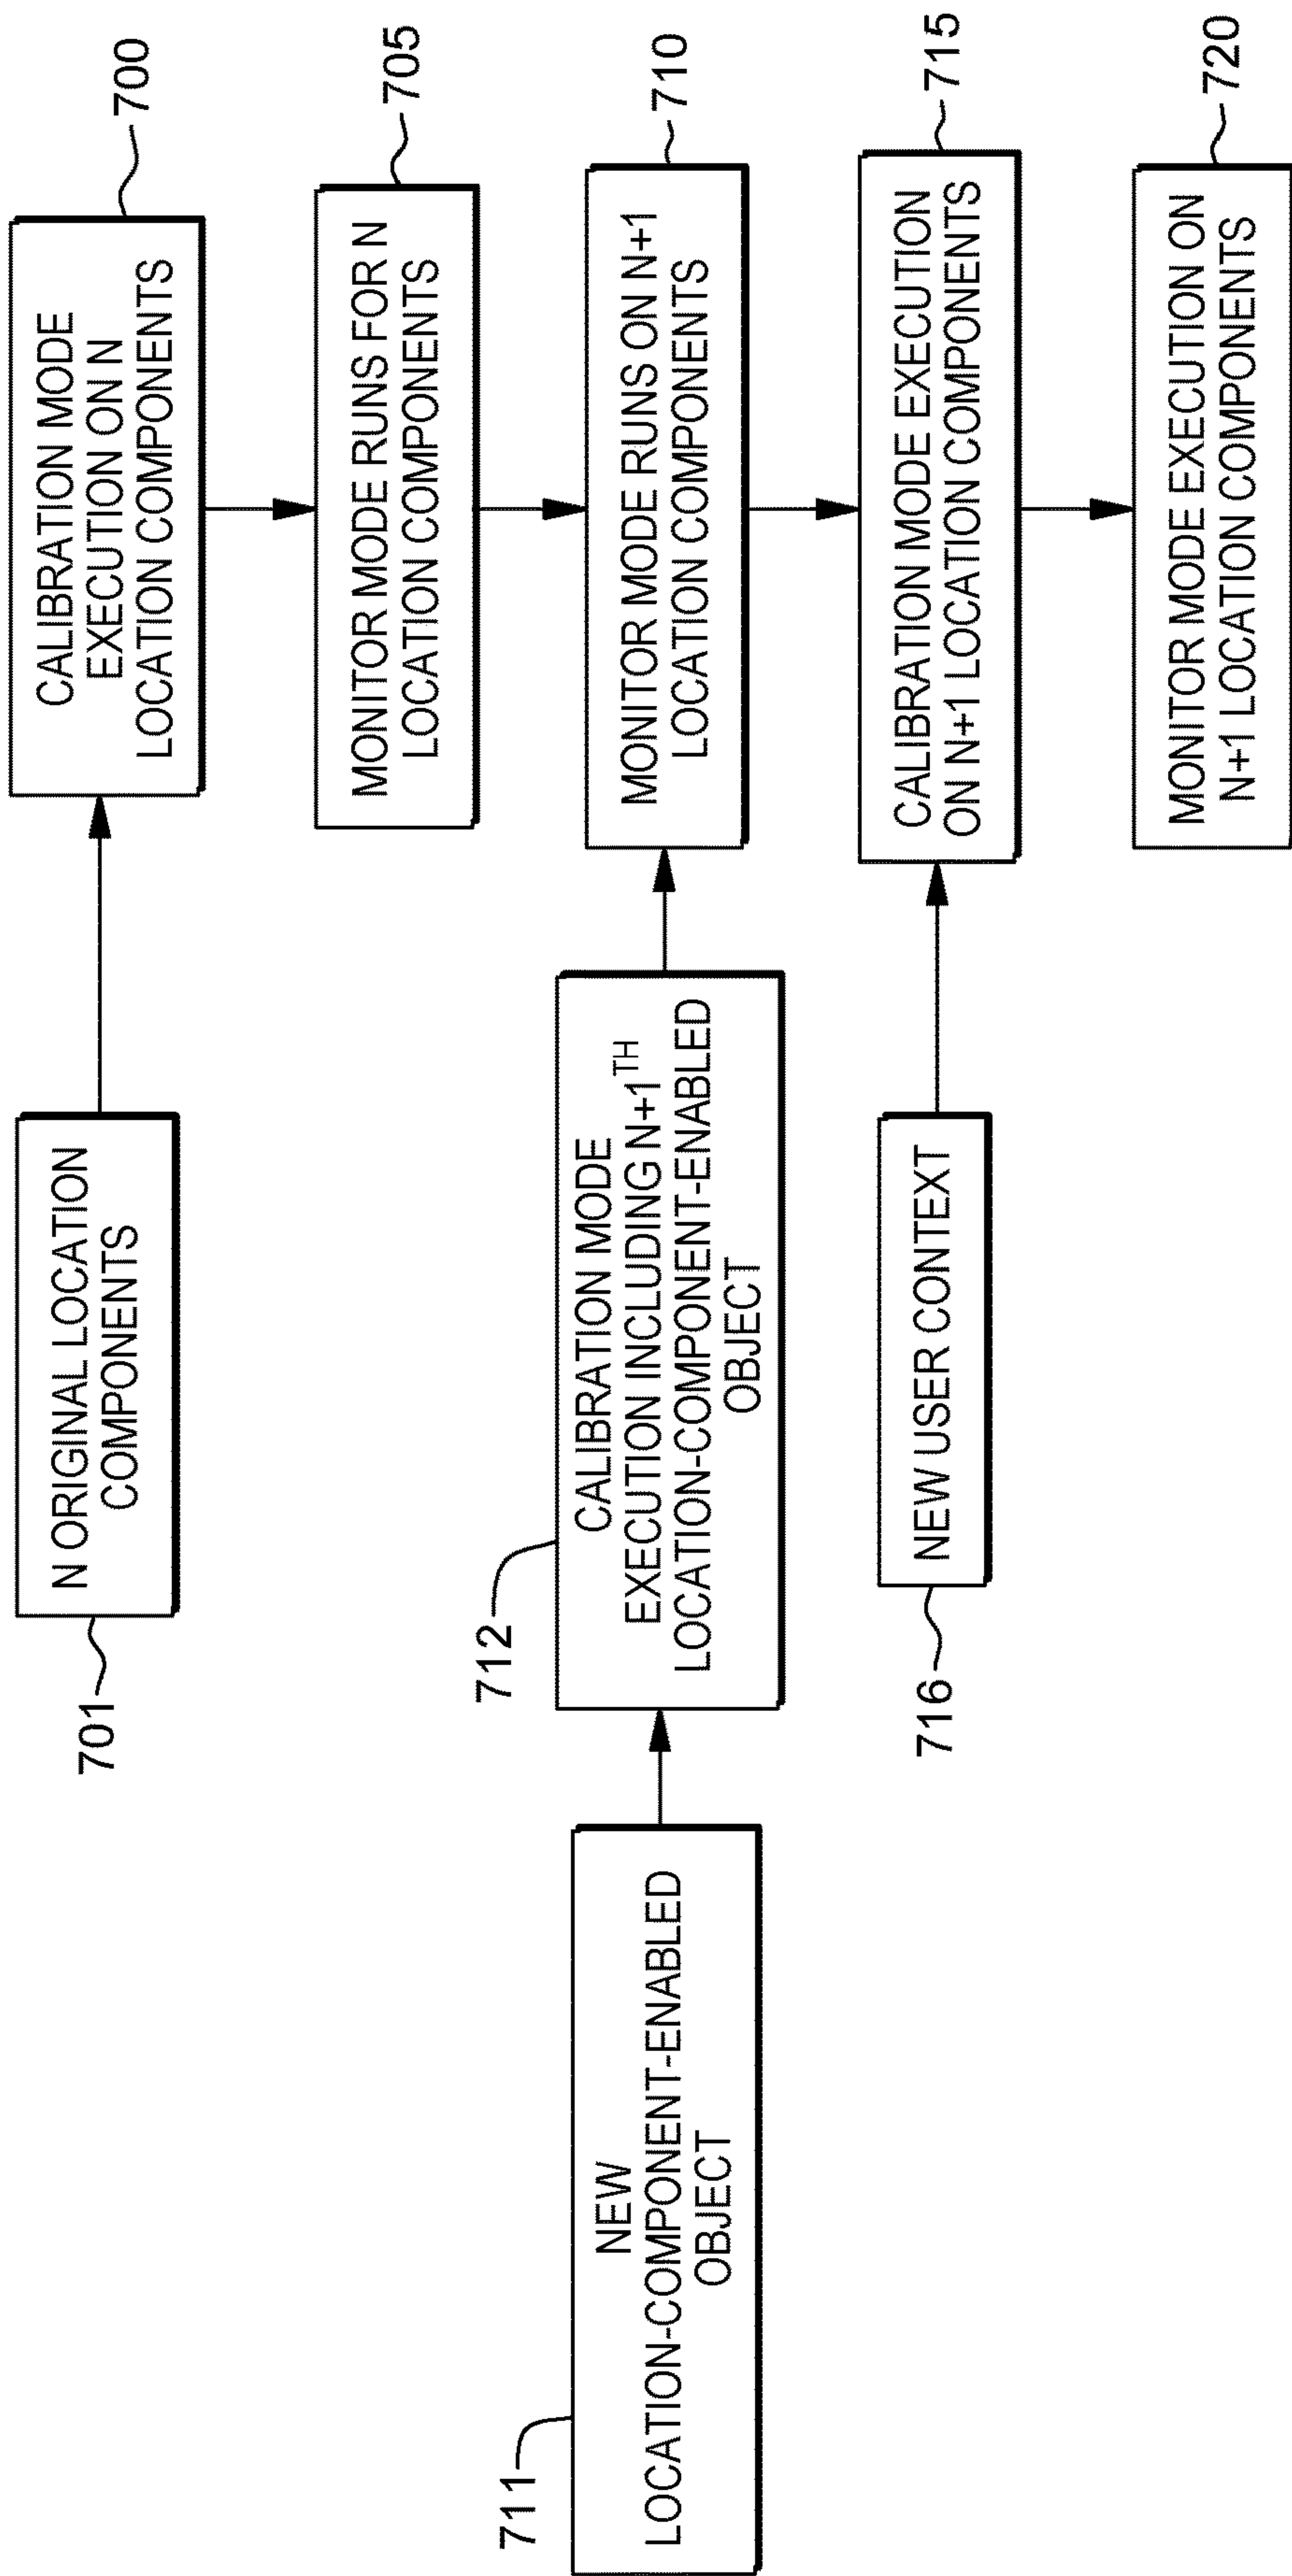 701
N ORIGINAL LOCATION
COMPONENTS
700
CALIBRATION MODE
EXECUTION ON N
LOCATION COMPONENTS
705
MONITOR MODE RUNS FOR N
LOCATION COMPONENTS
711
NEW
LOCATION-COMPONENT-ENABLED
OBJECT
712
CALIBRATION MODE
EXECUTION INCLUDING N+1TH
LOCATION-COMPONENT-ENABLED
OBJECT
710
MONITOR MODE RUNS ON N+1
LOCATION COMPONENTS
716
NEW USER CONTEXT
715
CALIBRATION MODE EXECUTION
ON N+1 LOCATION COMPONENTS
720
MONITOR MODE EXECUTION ON
N+1 LOCATION COMPONENTS